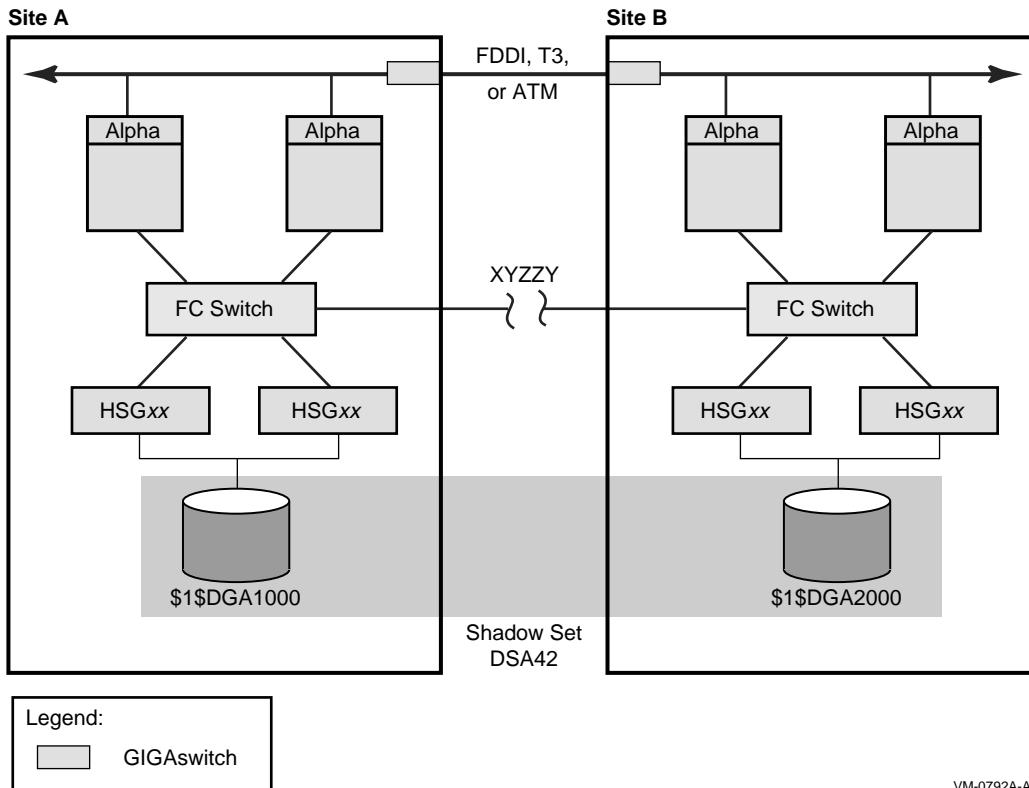 Site A
Site B
FDDI, T3,
or ATM
Alpha
Alpha
Alpha
Alpha
XYZZY
FC Switch
FC Switch
HSGxx
HSGxx
HSGxx
HSGxx
$1$DGA1000
$1$DGA2000
Shadow Set
DSA42
Legend:
GIGAswitch
VM-0792A-A